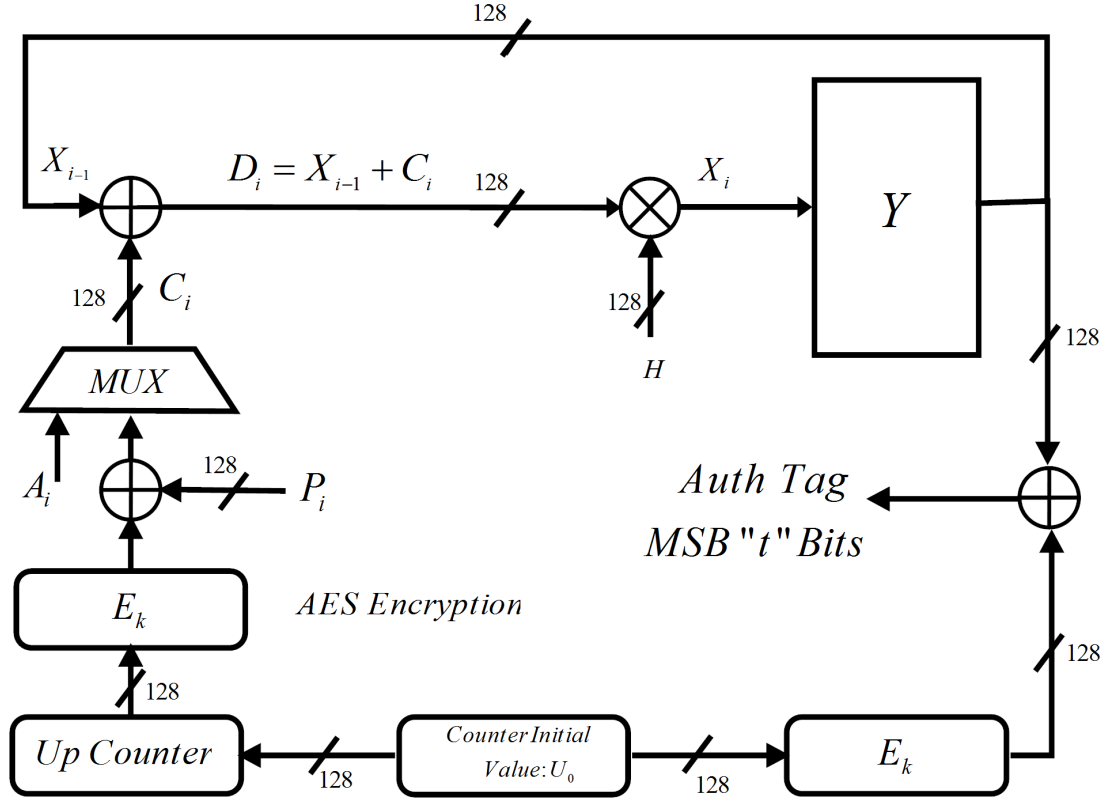 128
X_{i-1}
D_i = X_{i-1} + C_i
128
X_i
Y
128
C_i
128
H
128
MUX
A_i
128
P_i
Auth Tag
MSB "t" Bits
E_k
AES Encryption
128
128
Up Counter
128
Counter Initial
Value: U_0
128
E_k